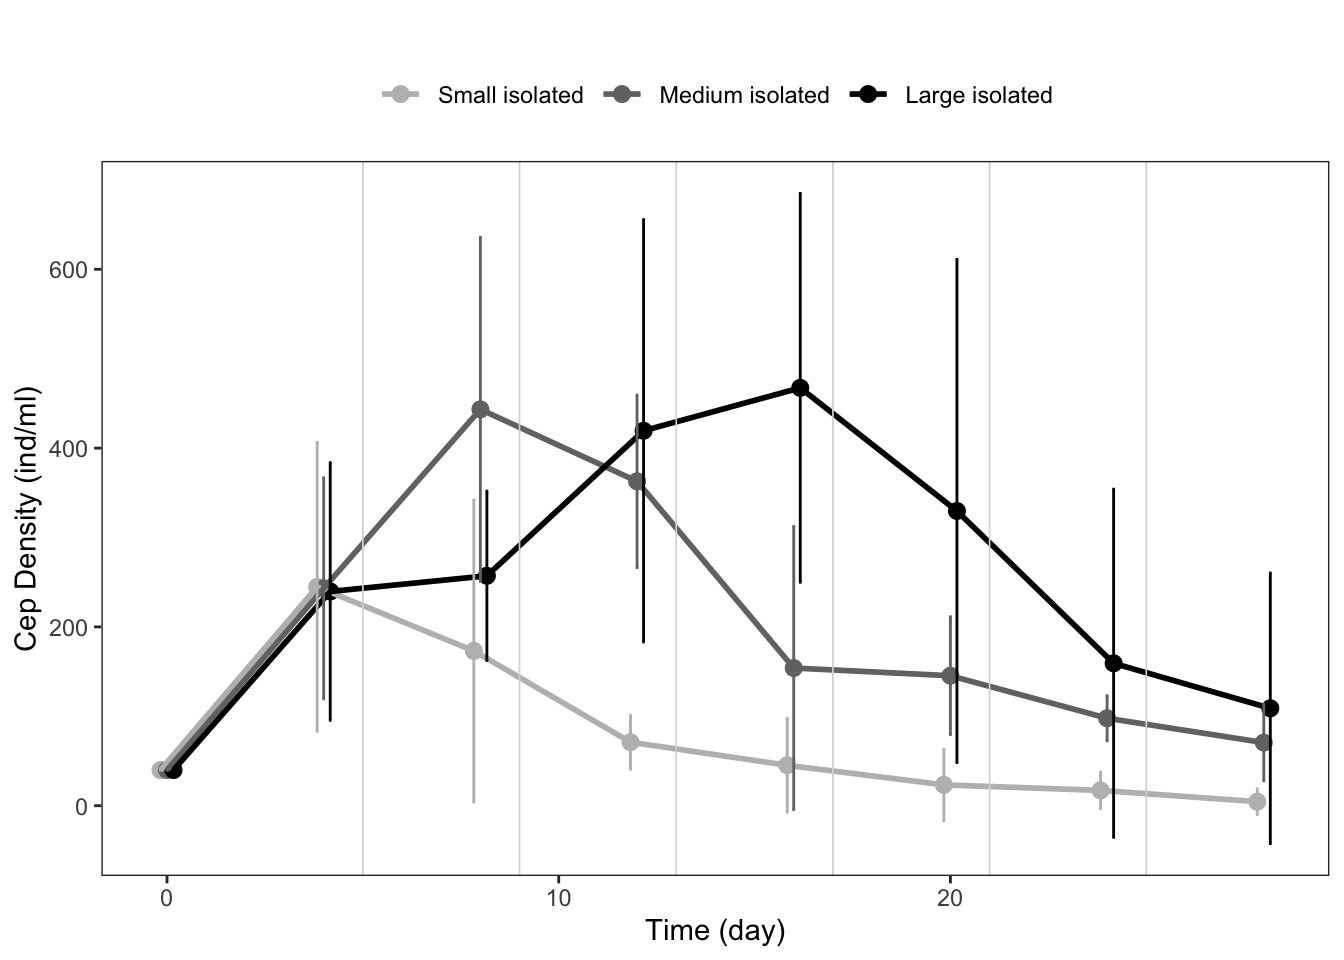 Small isolated Medium isolated Large isolated
600
400
200
0
Cep Density (ind/ml)
0 10 20
Time (day)